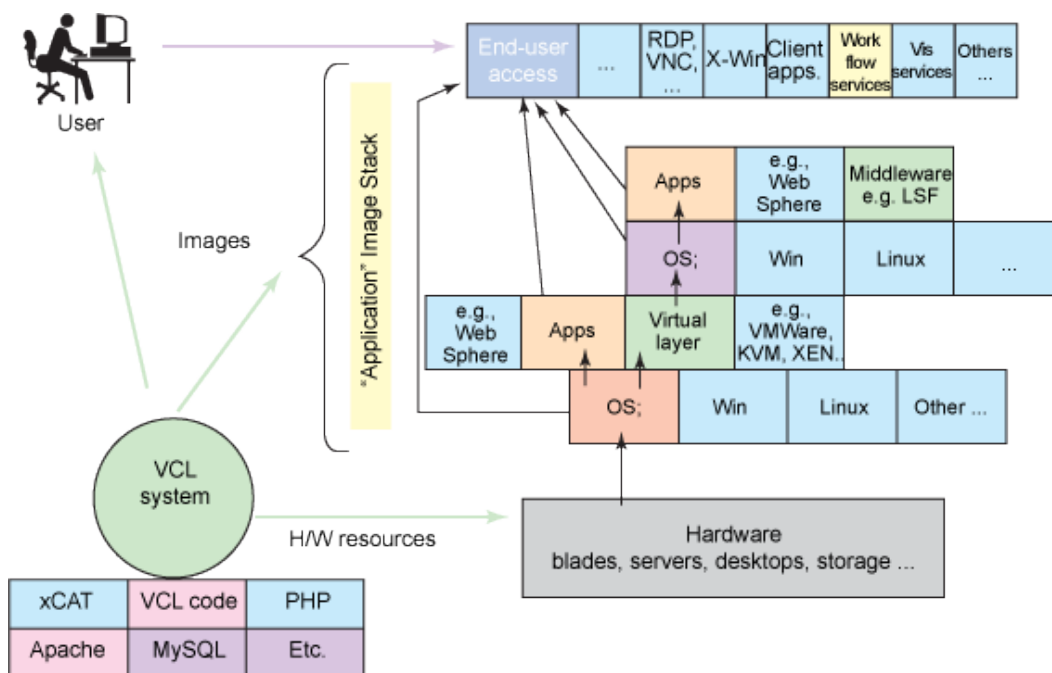 User
End-user
access
...
RDP,
VNC,
...
X-Win
Client
apps.
Work
flow
services
Vis
services
Others
...
Images
"Application" Image Stack
Apps
e.g.,
Web
Sphere
Middleware
e.g. LSF
OS;
Win
Linux
...
e.g.,
Web
Sphere
Apps
Virtual
layer
e.g.,
VMWare,
KVM, XEN..
OS;
Win
Linux
Other ...
VCL
system
H/W resources
Hardware
blades, servers, desktops, storage ...
xCAT
VCL code
PHP
Apache
MySQL
Etc.